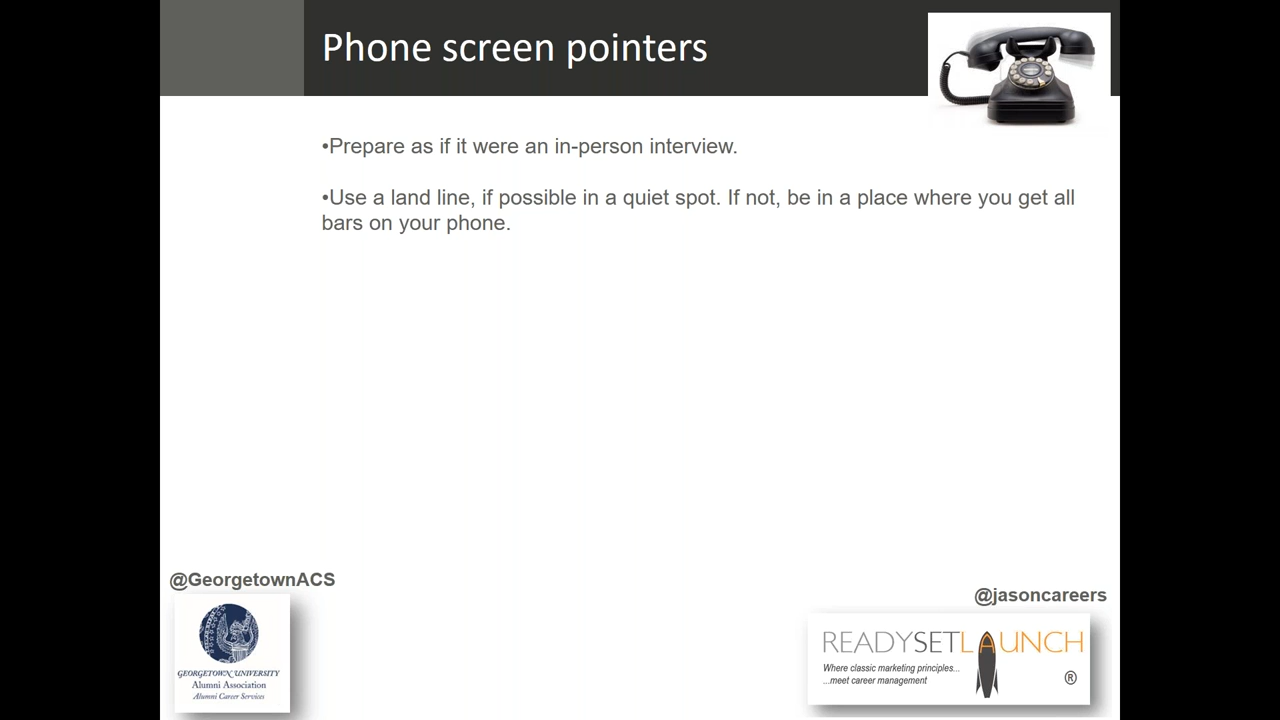 Phone screen pointers
•Prepare as if it were an in-person interview.
•Use a land line, if possible in a quiet spot. If not, be in a place where you get all
bars on your phone.
@GeorgetownACS
@jasoncareers
GEORGETOWN UNIVERSITY
Alumni Association
Alumni Career Services
READYSETLAUNCH
Where classic marketing principles...
...meet career management
®